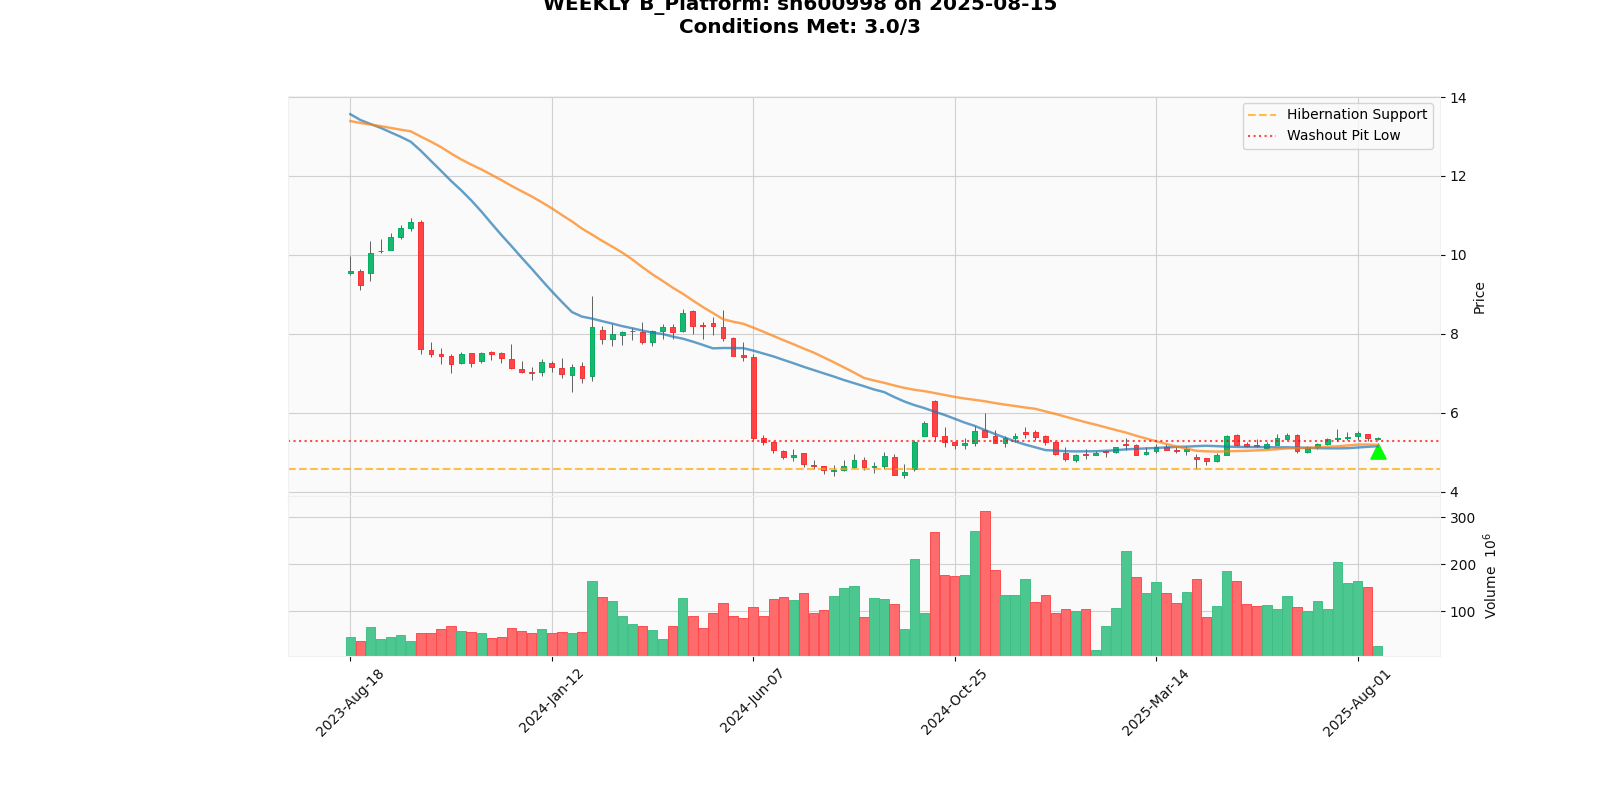 WEEKLY B_Platform: sh600998 on 2025-08-15
Conditions Met: 3.0/3
Hibernation Support
Washout Pit Low
14
12
10
8
6
4
Price
300
200
100
Volume 10⁶
2023-Aug-18
2024-Jan-12
2024-Jun-07
2024-Oct-25
2025-Mar-14
2025-Aug-01